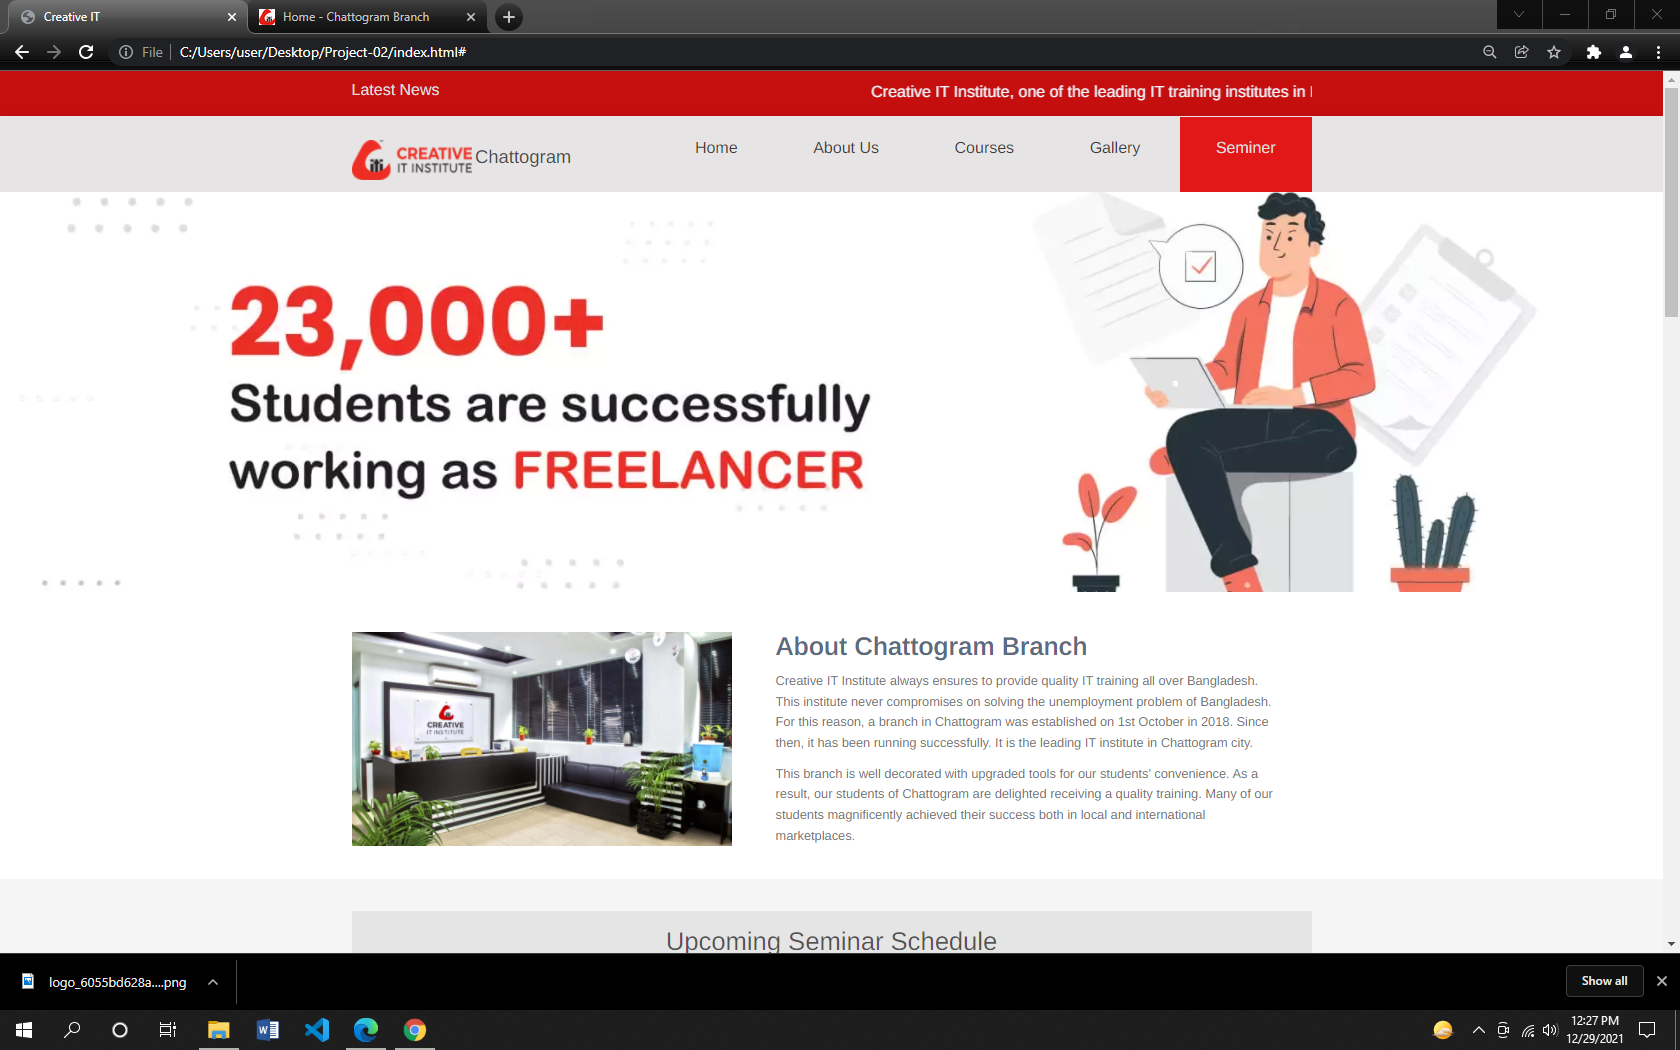 Creative IT
Home - Chattogram Branch
File
C:/Users/user/Desktop/Project-02/index.html#
Latest News
Creative IT Institute, one of the leading IT training institutes in
CREATIVE
IT INSTITUTE
Chattogram
Home
About Us
Courses
Gallery
Seminer
23,000+
Students are successfully
working as FREELANCER
CREATIVE
IT INSTITUTE
About Chattogram Branch
Creative IT Institute always ensures to provide quality IT training all over Bangladesh.
This institute never compromises on solving the unemployment problem of Bangladesh.
For this reason, a branch in Chattogram was established on 1st October in 2018. Since
then, it has been running successfully. It is the leading IT institute in Chattogram city.
This branch is well decorated with upgraded tools for our students' convenience. As a
result, our students of Chattogram are delighted receiving a quality training. Many of our
students magnificently achieved their success both in local and international
marketplaces.
Upcoming Seminar Schedule
logo_6055bd628a....png
Show all
12:27 PM
12/29/2021